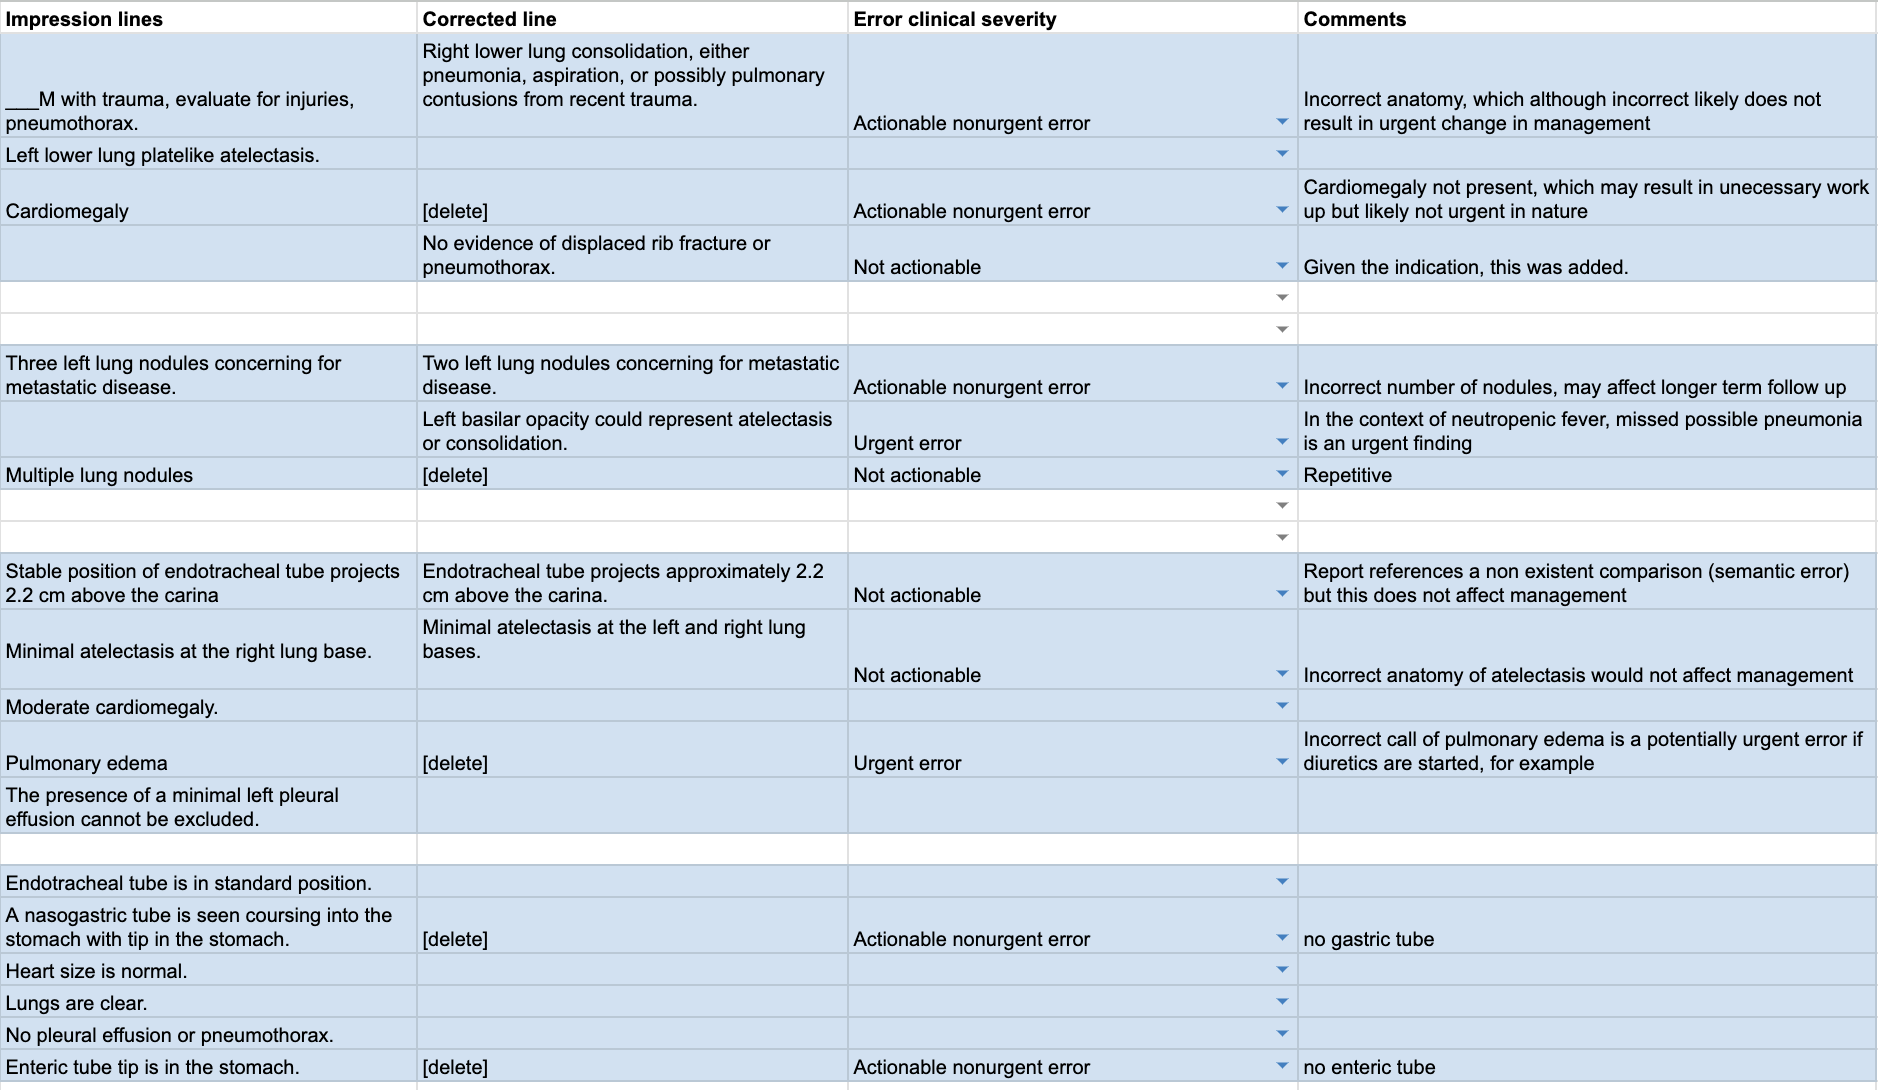 Impression lines Corrected line Error clinical severity Comments
Right lower lung consolidation, either
pneumonia, aspiration, or possibly pulmonary
contusions from recent trauma.
___M with trauma, evaluate for injuries,
pneumothorax.
Actionable nonurgent error
Incorrect anatomy, which although incorrect likely does not
result in urgent change in management
Left lower lung platelike atelectasis.
Cardiomegaly
[delete]
Actionable nonurgent error
Cardiomegaly not present, which may result in unecessary work
up but likely not urgent in nature
No evidence of displaced rib fracture or
pneumothorax.
Not actionable
Given the indication, this was added.
Three left lung nodules concerning for
metastatic disease.
Two left lung nodules concerning for metastatic
disease.
Actionable nonurgent error
Incorrect number of nodules, may affect longer term follow up
Left basilar opacity could represent atelectasis
or consolidation.
Urgent error
In the context of neutropenic fever, missed possible pneumonia
is an urgent finding
Multiple lung nodules
[delete]
Not actionable
Repetitive
Stable position of endotracheal tube projects
2.2 cm above the carina
Endotracheal tube projects approximately 2.2
cm above the carina.
Not actionable
Report references a non existent comparison (semantic error)
but this does not affect management
Minimal atelectasis at the right lung base.
Minimal atelectasis at the left and right lung
bases.
Not actionable
Incorrect anatomy of atelectasis would not affect management
Moderate cardiomegaly.
Pulmonary edema
[delete]
Urgent error
Incorrect call of pulmonary edema is a potentially urgent error if
diuretics are started, for example
The presence of a minimal left pleural
effusion cannot be excluded.
Endotracheal tube is in standard position.
A nasogastric tube is seen coursing into the
stomach with tip in the stomach.
[delete]
Actionable nonurgent error
no gastric tube
Heart size is normal.
Lungs are clear.
No pleural effusion or pneumothorax.
Enteric tube tip is in the stomach.
[delete]
Actionable nonurgent error
no enteric tube